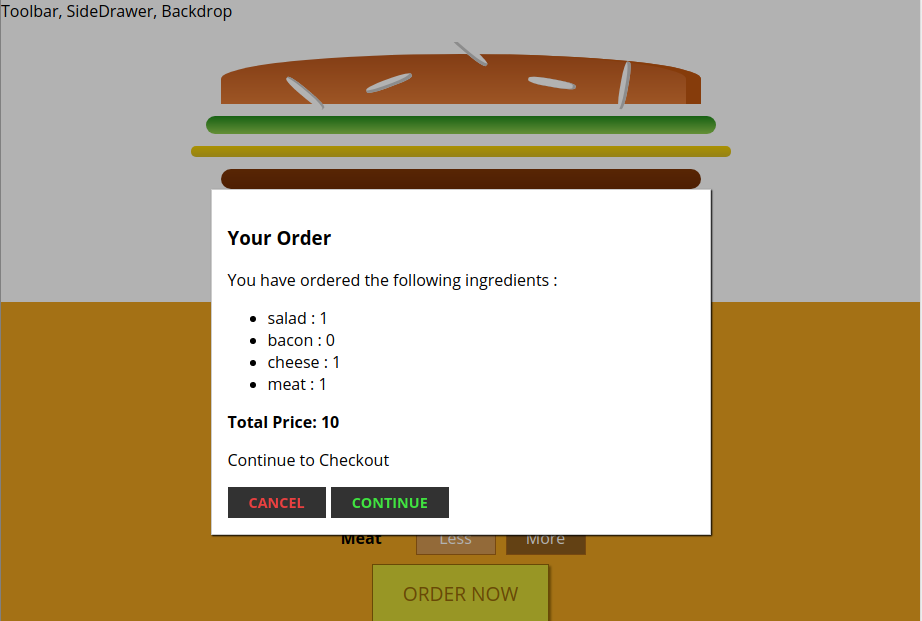 Toolbar, SideDrawer, Backdrop
Your Order
You have ordered the following ingredients :
salad : 1
bacon : 0
cheese : 1
meat : 1
Total Price: 10
Continue to Checkout
CANCEL CONTINUE
Meat Less More
ORDER NOW